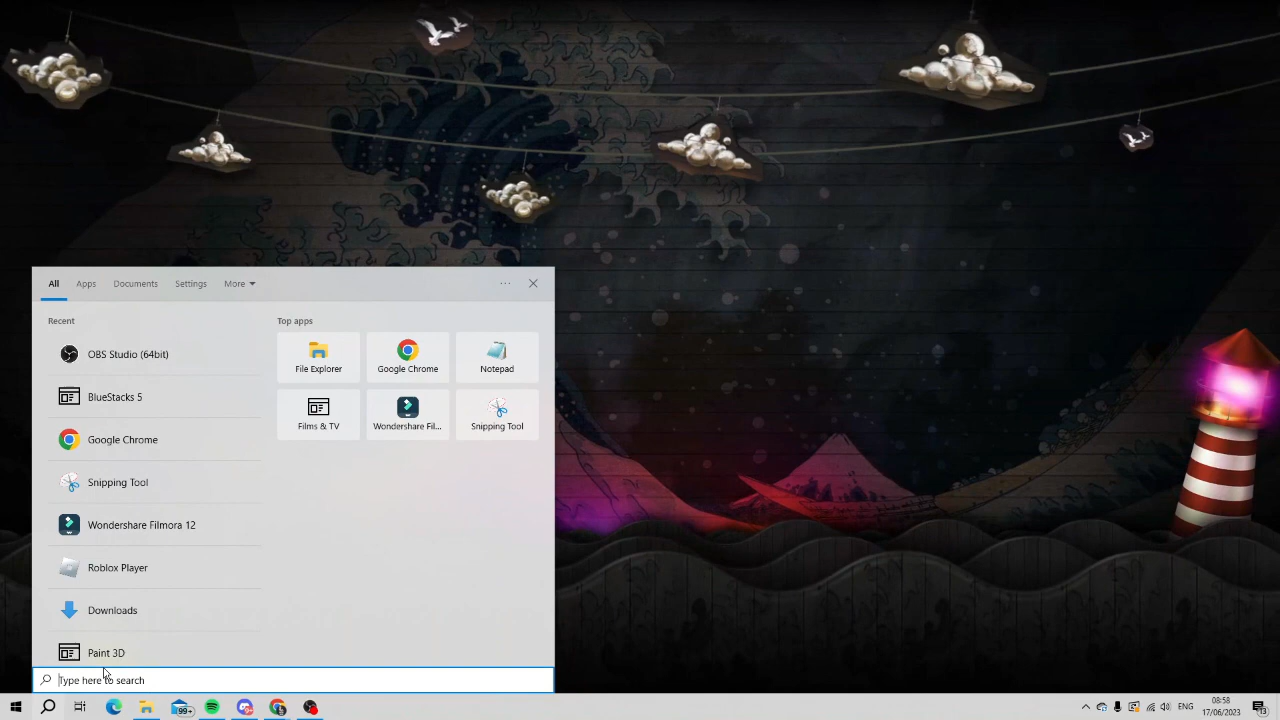 All Apps Documents Settings More
Recent
OBS Studio (64bit)
BlueStacks 5
Google Chrome
Snipping Tool
Wondershare Filmora 12
Roblox Player
Downloads
Paint 3D
Top apps
File Explorer Google Chrome Notepad
Films & TV Wondershare Fil... Snipping Tool
Type here to search
99+
ENG
08:58
17/06/2023
13